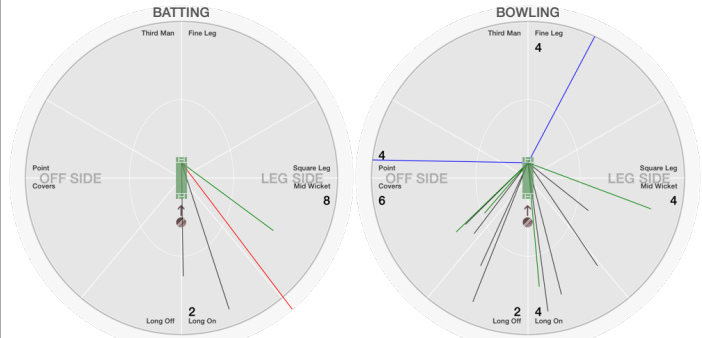 BATTING
Third Man Fine Leg
Point
Covers
OFF SIDE
Square Leg
LEG SIDE
Mid Wicket
8
2
Long Off Long On
BOWLING
Third Man Fine Leg
4
4
Point
Covers
OFF SIDE
6
Square Leg
LEG SIDE
Mid Wicket
4
2 4
Long Off Long On